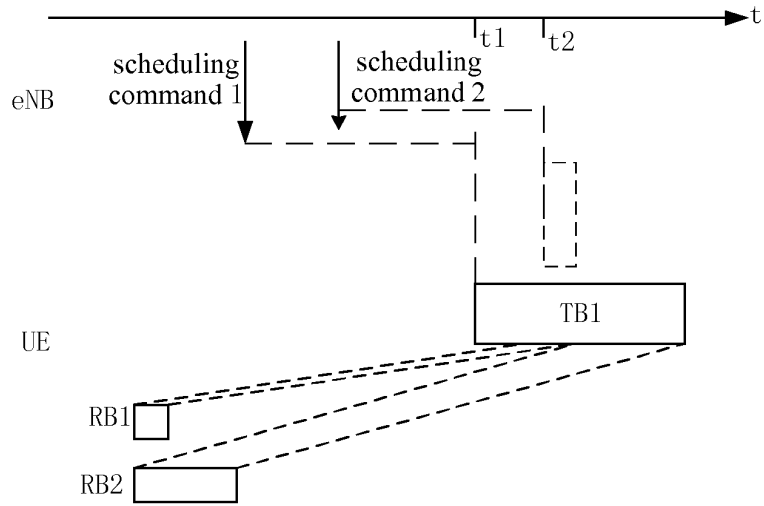 t
t1
t2
scheduling
command 1
scheduling
command 2
eNB
TB1
UE
RB1
RB2